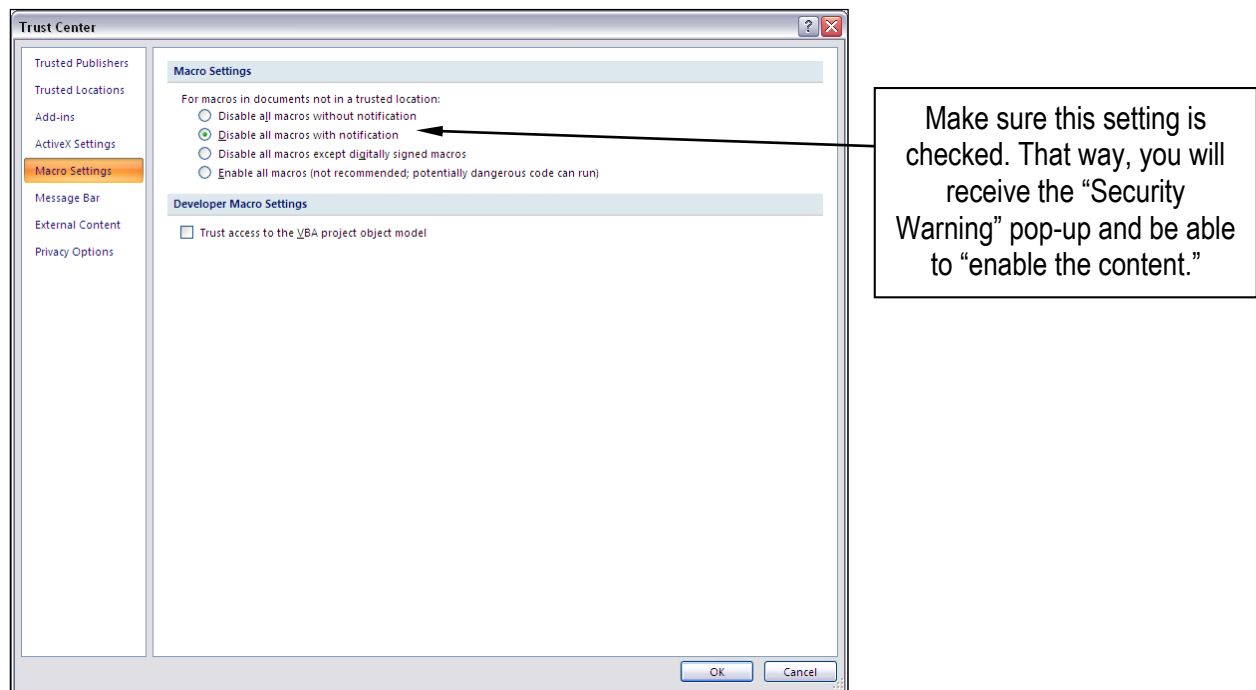 Trust Center
Trusted Publishers
Trusted Locations
Add-ins
ActiveX Settings
Macro Settings
Message Bar
External Content
Privacy Options
Macro Settings
For macros in documents not in a trusted location:
Disable all macros without notification
Disable all macros with notification
Disable all macros except digitally signed macros
Enable all macros (not recommended; potentially dangerous code can run)
Developer Macro Settings
Trust access to the VBA project object model
OK
Cancel
Make sure this setting is
checked. That way, you will
receive the “Security
Warning” pop-up and be able
to “enable the content.”